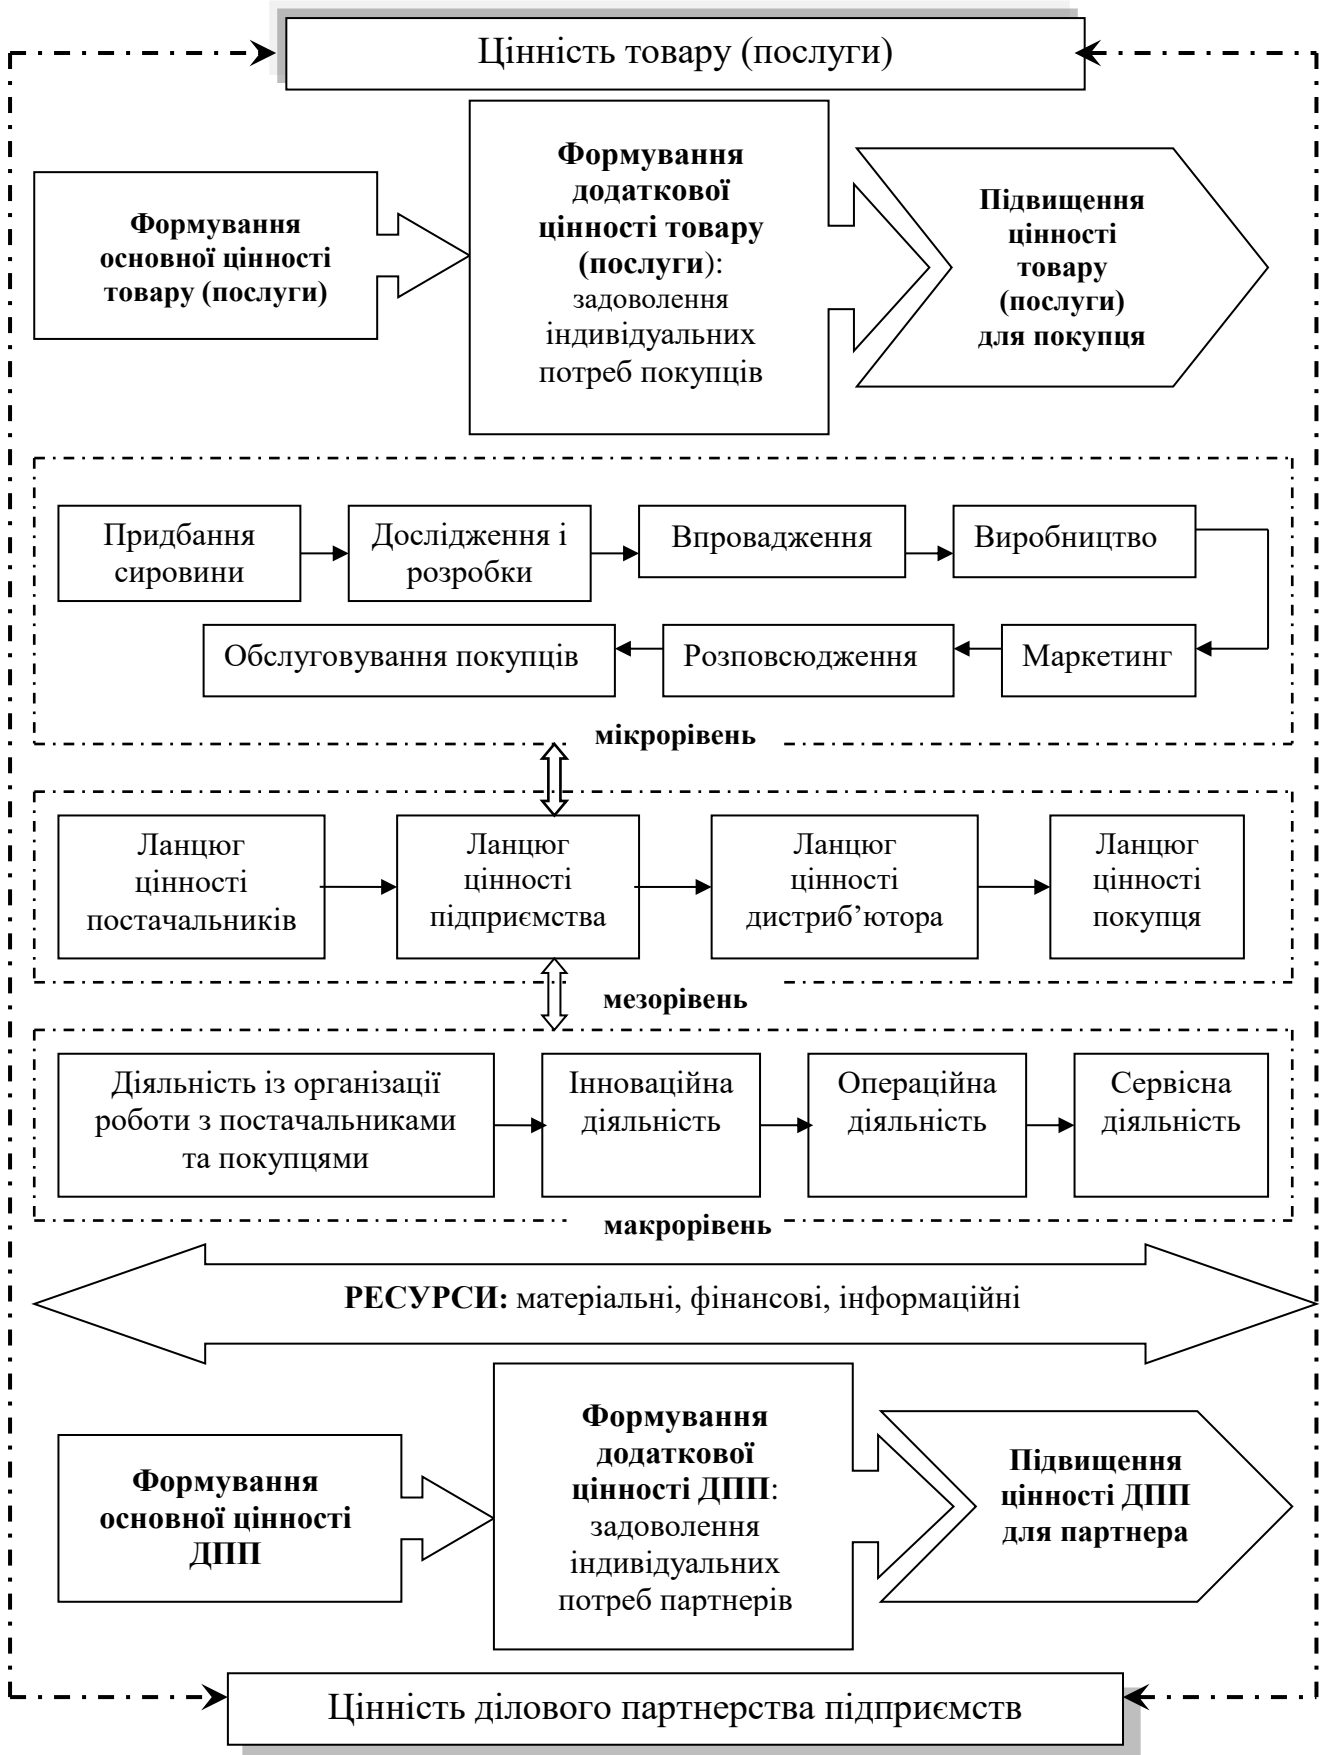 Цінність товару (послуги)
Формування
основної цінності
товару (послуги)
Формування
додаткової
цінності товару
(послуги):
задоволення
індивідуальних
потреб покупців
Підвищення
цінності
товару
(послуги)
для покупця
Придбання
сировини
Дослідження і
розробки
Впровадження
Виробництво
Маркетинг
Розповсюдження
Обслуговування покупців
мікрорівень
Ланцюг
цінності
постачальників
Ланцюг
цінності
підприємства
Ланцюг
цінності
дистриб’ютора
Ланцюг
цінності
покупця
мезорівень
Діяльність із організації
роботи з постачальниками
та покупцями
Інноваційна
діяльність
Операційна
діяльність
Сервісна
діяльність
макрорівень
РЕСУРСИ: матеріальні, фінансові, інформаційні
Формування
основної цінності
ДПП
Формування
додаткової
цінності ДПП:
задоволення
індивідуальних
потреб партнерів
Підвищення
цінності ДПП
для партнера
Цінність ділового партнерства підприємств